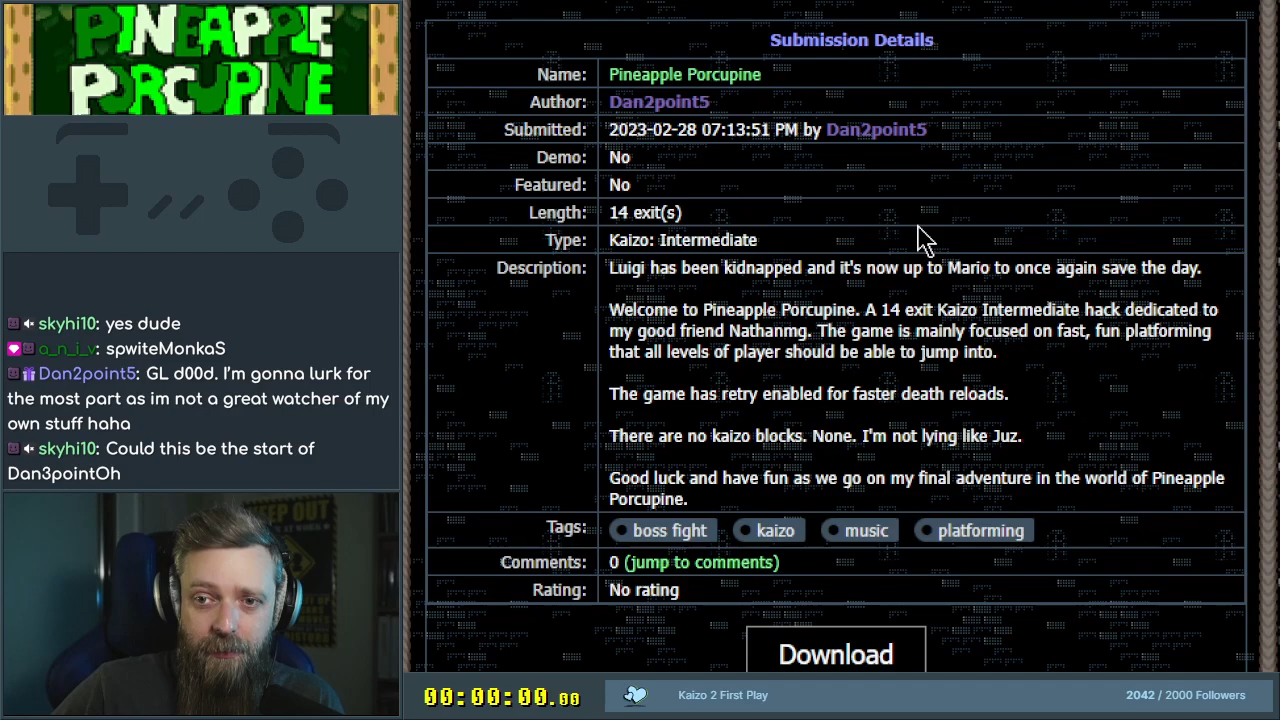 PINEAPPLE
PORCUPINE
skyhi10: yes dude
a_n_i_v: spwiteMonkaS
Dan2point5: GL d00d. I'm gonna lurk for
the most part as im not a great watcher of my
own stuff haha
skyhi10: Could this be the start of
Dan3pointOh
Submission Details
Name: Pineapple Porcupine
Author: Dan2point5
Submitted: 2023-02-28 07:13:51 PM by Dan2point5
Demo: No
Featured: No
Length: 14 exit(s)
Type: Kaizo: Intermediate
Description: Luigi has been kidnapped and it's now up to Mario to once again save the day.
Welcome to Pineapple Porcupine. A 14 exit Kaizo Intermediate hack dedicated to
my good friend Nathanng. The game is mainly focused on fast, fun platforming
that all levels of player should be able to jump into.
The game has retry enabled for faster death reloads.
There are no kaizo blocks. None. I'm not lying like Juz.
Good luck and have fun as we go on my final adventure in the world of Pineapple
Porcupine.
Tags: boss fight kaizo music platforming
Comments: 0 (jump to comments)
Rating: No rating
Download
00:00:00.00
Kaizo 2 First Play
2042 / 2000 Followers